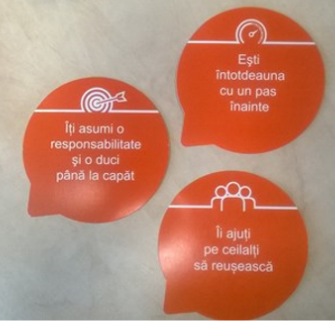 Ești
întotdeauna
cu un pas
înainte
Îți asumi o
responsabilitate
și o duci
până la capăt
Îi ajuți
pe ceilalți
să reușească